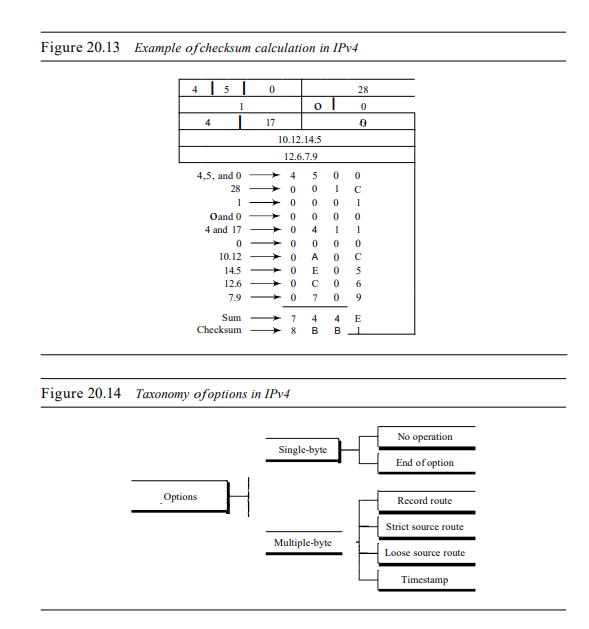 Figure 20.13 Example of checksum calculation in IPv4
4 5 0 28
1 0 0
4 17 0
10.12.14.5
12.6.7.9
4,5, and 0 4 5 0 0
28 0 0 1 C
1 0 0 0 1
0and 0 0 0 0 0
4 and 17 0 4 1 1
0 0 0 0 0
10.12 0 A 0 C
14.5 0 E 0 5
12.6 0 C 0 6
7.9 0 7 0 9
Sum 7 4 4 E
Checksum 8 B B 1
Figure 20.14 Taxonomy of options in IPv4
No operation
Single-byte
End of option
Options
Record route
Strict source route
Multiple-byte
Loose source route
Timestamp